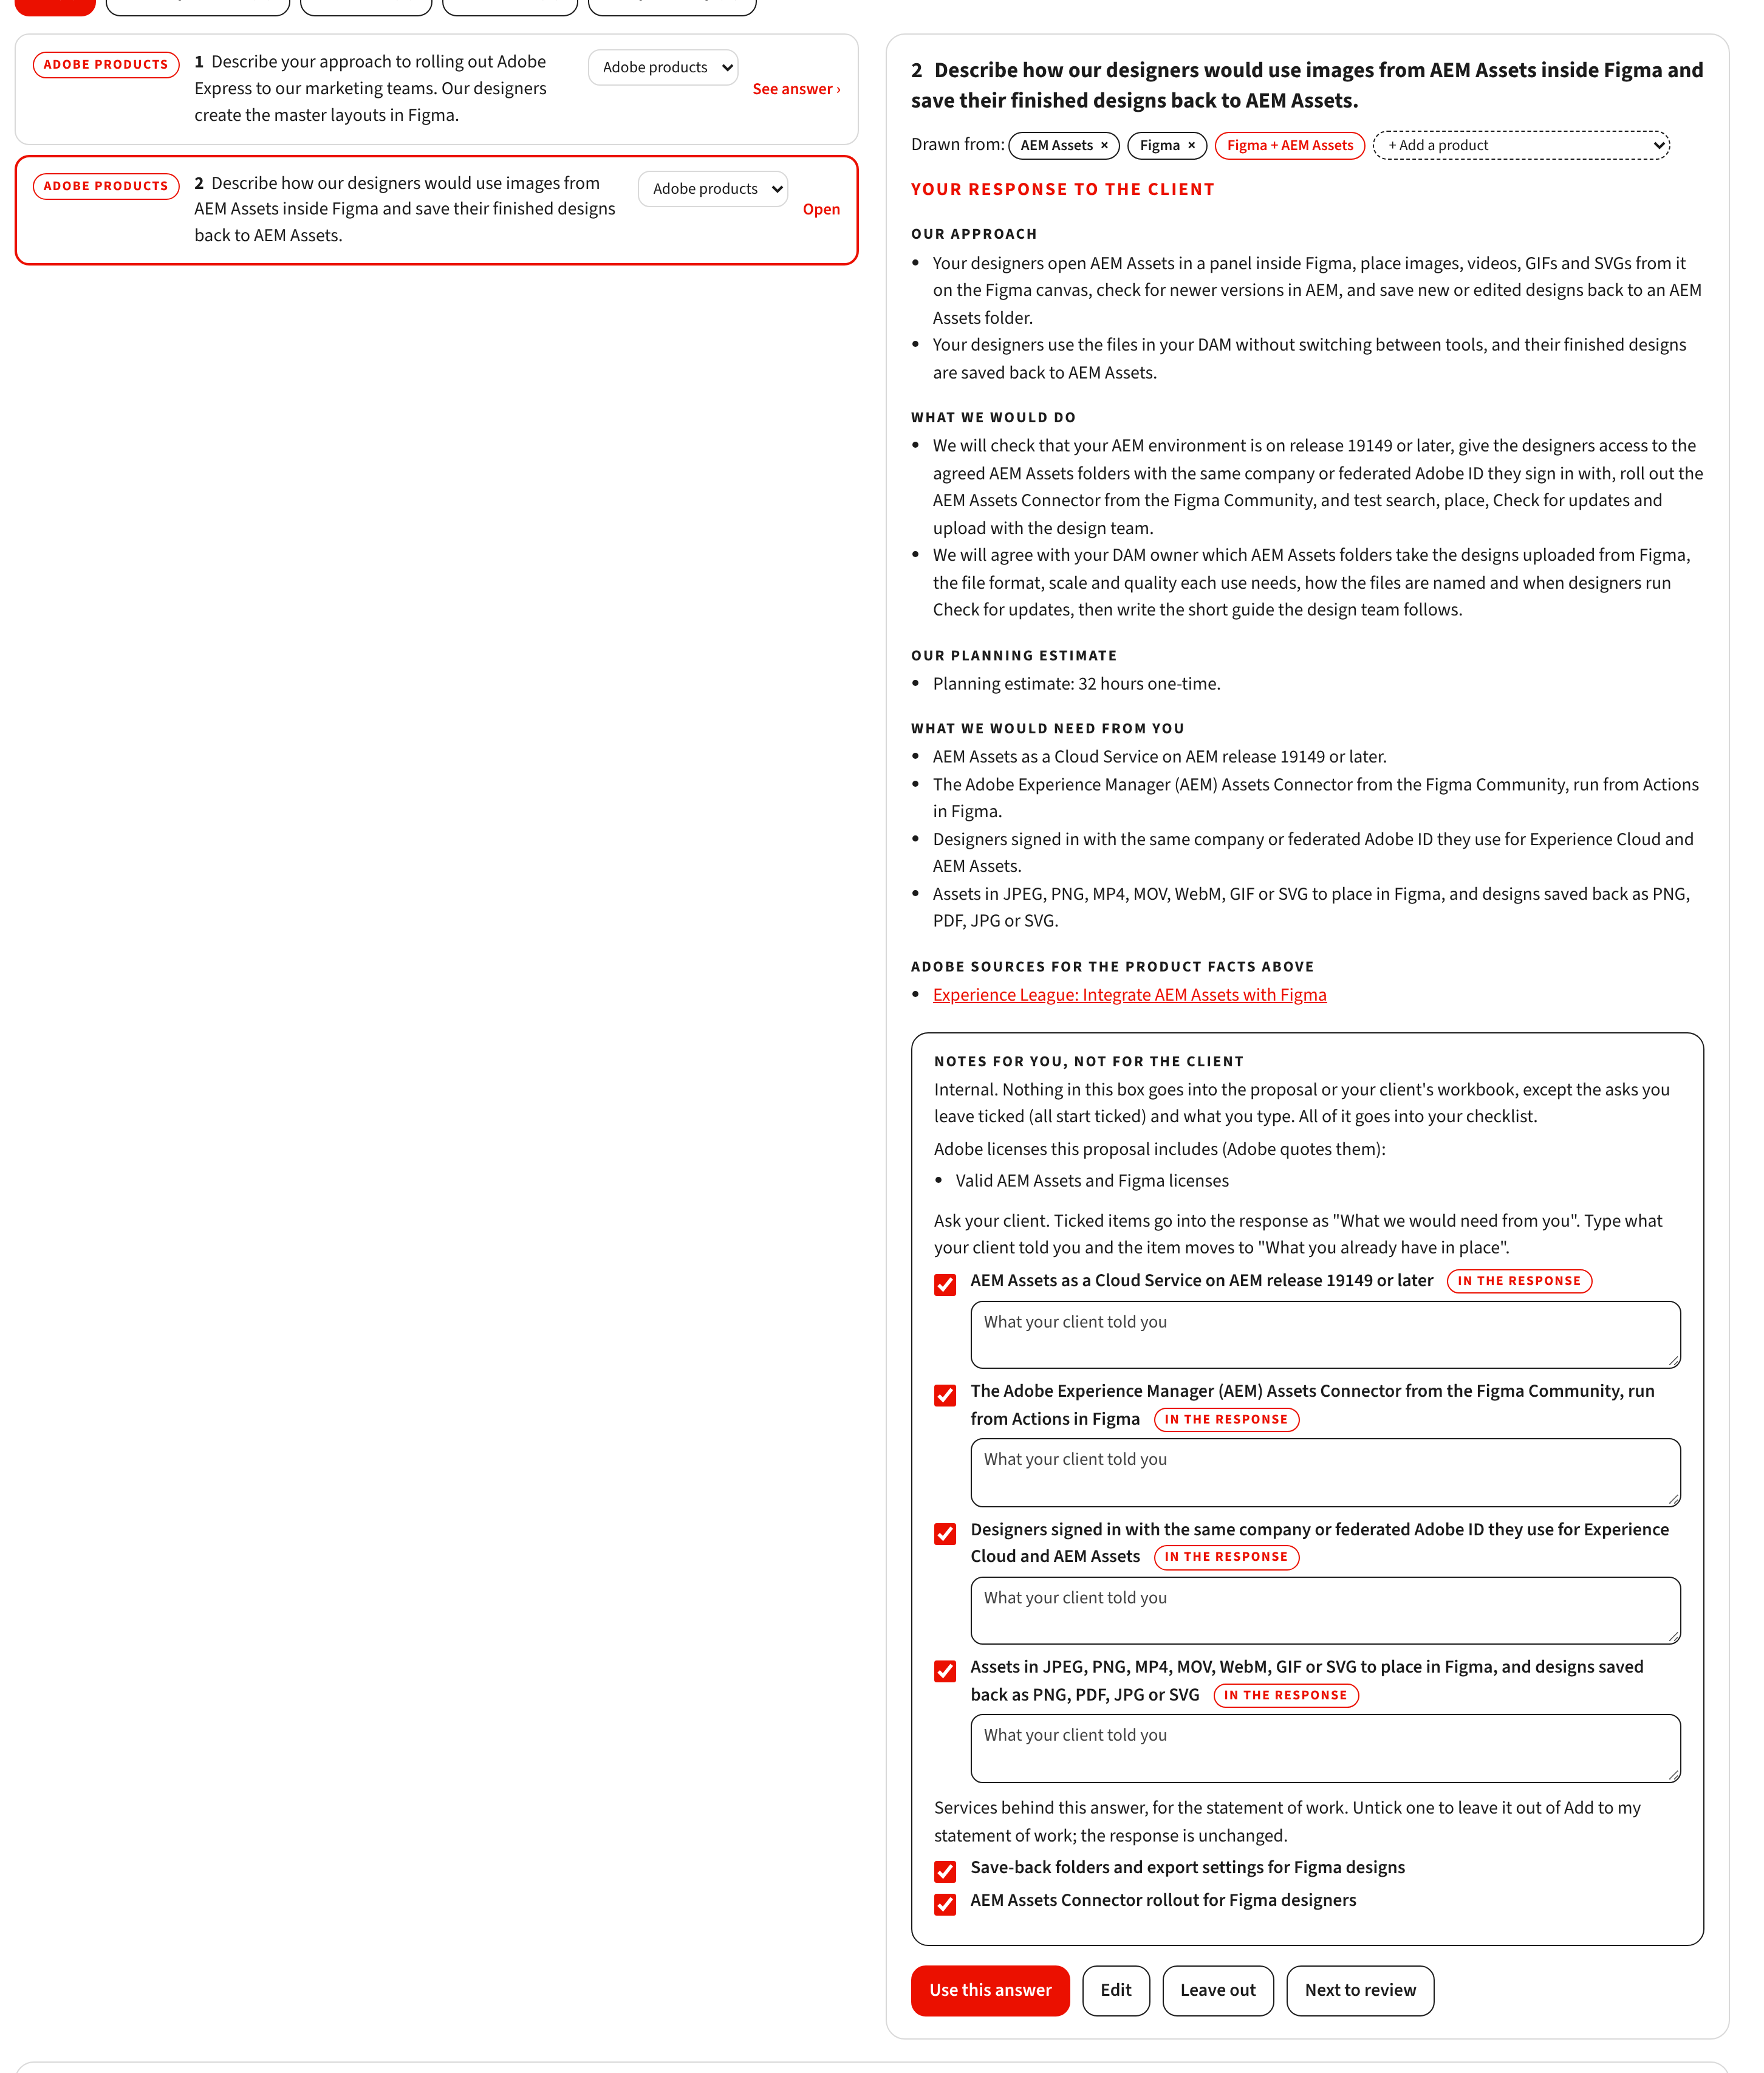 ADOBE PRODUCTS
1 Describe your approach to rolling out Adobe
Express to our marketing teams. Our designers
create the master layouts in Figma.
Adobe products
See answer ›
ADOBE PRODUCTS
2 Describe how our designers would use images from
AEM Assets inside Figma and save their finished designs
back to AEM Assets.
Adobe products
Open
2 Describe how our designers would use images from AEM Assets inside Figma and
save their finished designs back to AEM Assets.
Drawn from: AEM Assets × Figma × Figma + AEM Assets + Add a product
YOUR RESPONSE TO THE CLIENT
OUR APPROACH
• Your designers open AEM Assets in a panel inside Figma, place images, videos, GIFs and SVGs from it
on the Figma canvas, check for newer versions in AEM, and save new or edited designs back to an AEM
Assets folder.
• Your designers use the files in your DAM without switching between tools, and their finished designs
are saved back to AEM Assets.
WHAT WE WOULD DO
• We will check that your AEM environment is on release 19149 or later, give the designers access to the
agreed AEM Assets folders with the same company or federated Adobe ID they sign in with, roll out the
AEM Assets Connector from the Figma Community, and test search, place, Check for updates and
upload with the design team.
• We will agree with your DAM owner which AEM Assets folders take the designs uploaded from Figma,
the file format, scale and quality each use needs, how the files are named and when designers run
Check for updates, then write the short guide the design team follows.
OUR PLANNING ESTIMATE
• Planning estimate: 32 hours one-time.
WHAT WE WOULD NEED FROM YOU
• AEM Assets as a Cloud Service on AEM release 19149 or later.
• The Adobe Experience Manager (AEM) Assets Connector from the Figma Community, run from Actions
in Figma.
• Designers signed in with the same company or federated Adobe ID they use for Experience Cloud and
AEM Assets.
• Assets in JPEG, PNG, MP4, MOV, WebM, GIF or SVG to place in Figma, and designs saved back as PNG,
PDF, JPG or SVG.
ADOBE SOURCES FOR THE PRODUCT FACTS ABOVE
• Experience League: Integrate AEM Assets with Figma
NOTES FOR YOU, NOT FOR THE CLIENT
Internal. Nothing in this box goes into the proposal or your client's workbook, except the asks you
leave ticked (all start ticked) and what you type. All of it goes into your checklist.
Adobe licenses this proposal includes (Adobe quotes them):
• Valid AEM Assets and Figma licenses
Ask your client. Ticked items go into the response as "What we would need from you". Type what
your client told you and the item moves to "What you already have in place".
AEM Assets as a Cloud Service on AEM release 19149 or later IN THE RESPONSE
What your client told you
The Adobe Experience Manager (AEM) Assets Connector from the Figma Community, run
from Actions in Figma IN THE RESPONSE
What your client told you
Designers signed in with the same company or federated Adobe ID they use for Experience
Cloud and AEM Assets IN THE RESPONSE
What your client told you
Assets in JPEG, PNG, MP4, MOV, WebM, GIF or SVG to place in Figma, and designs saved
back as PNG, PDF, JPG or SVG IN THE RESPONSE
What your client told you
Services behind this answer, for the statement of work. Untick one to leave it out of Add to my
statement of work; the response is unchanged.
Save-back folders and export settings for Figma designs
AEM Assets Connector rollout for Figma designers
Use this answer
Edit
Leave out
Next to review